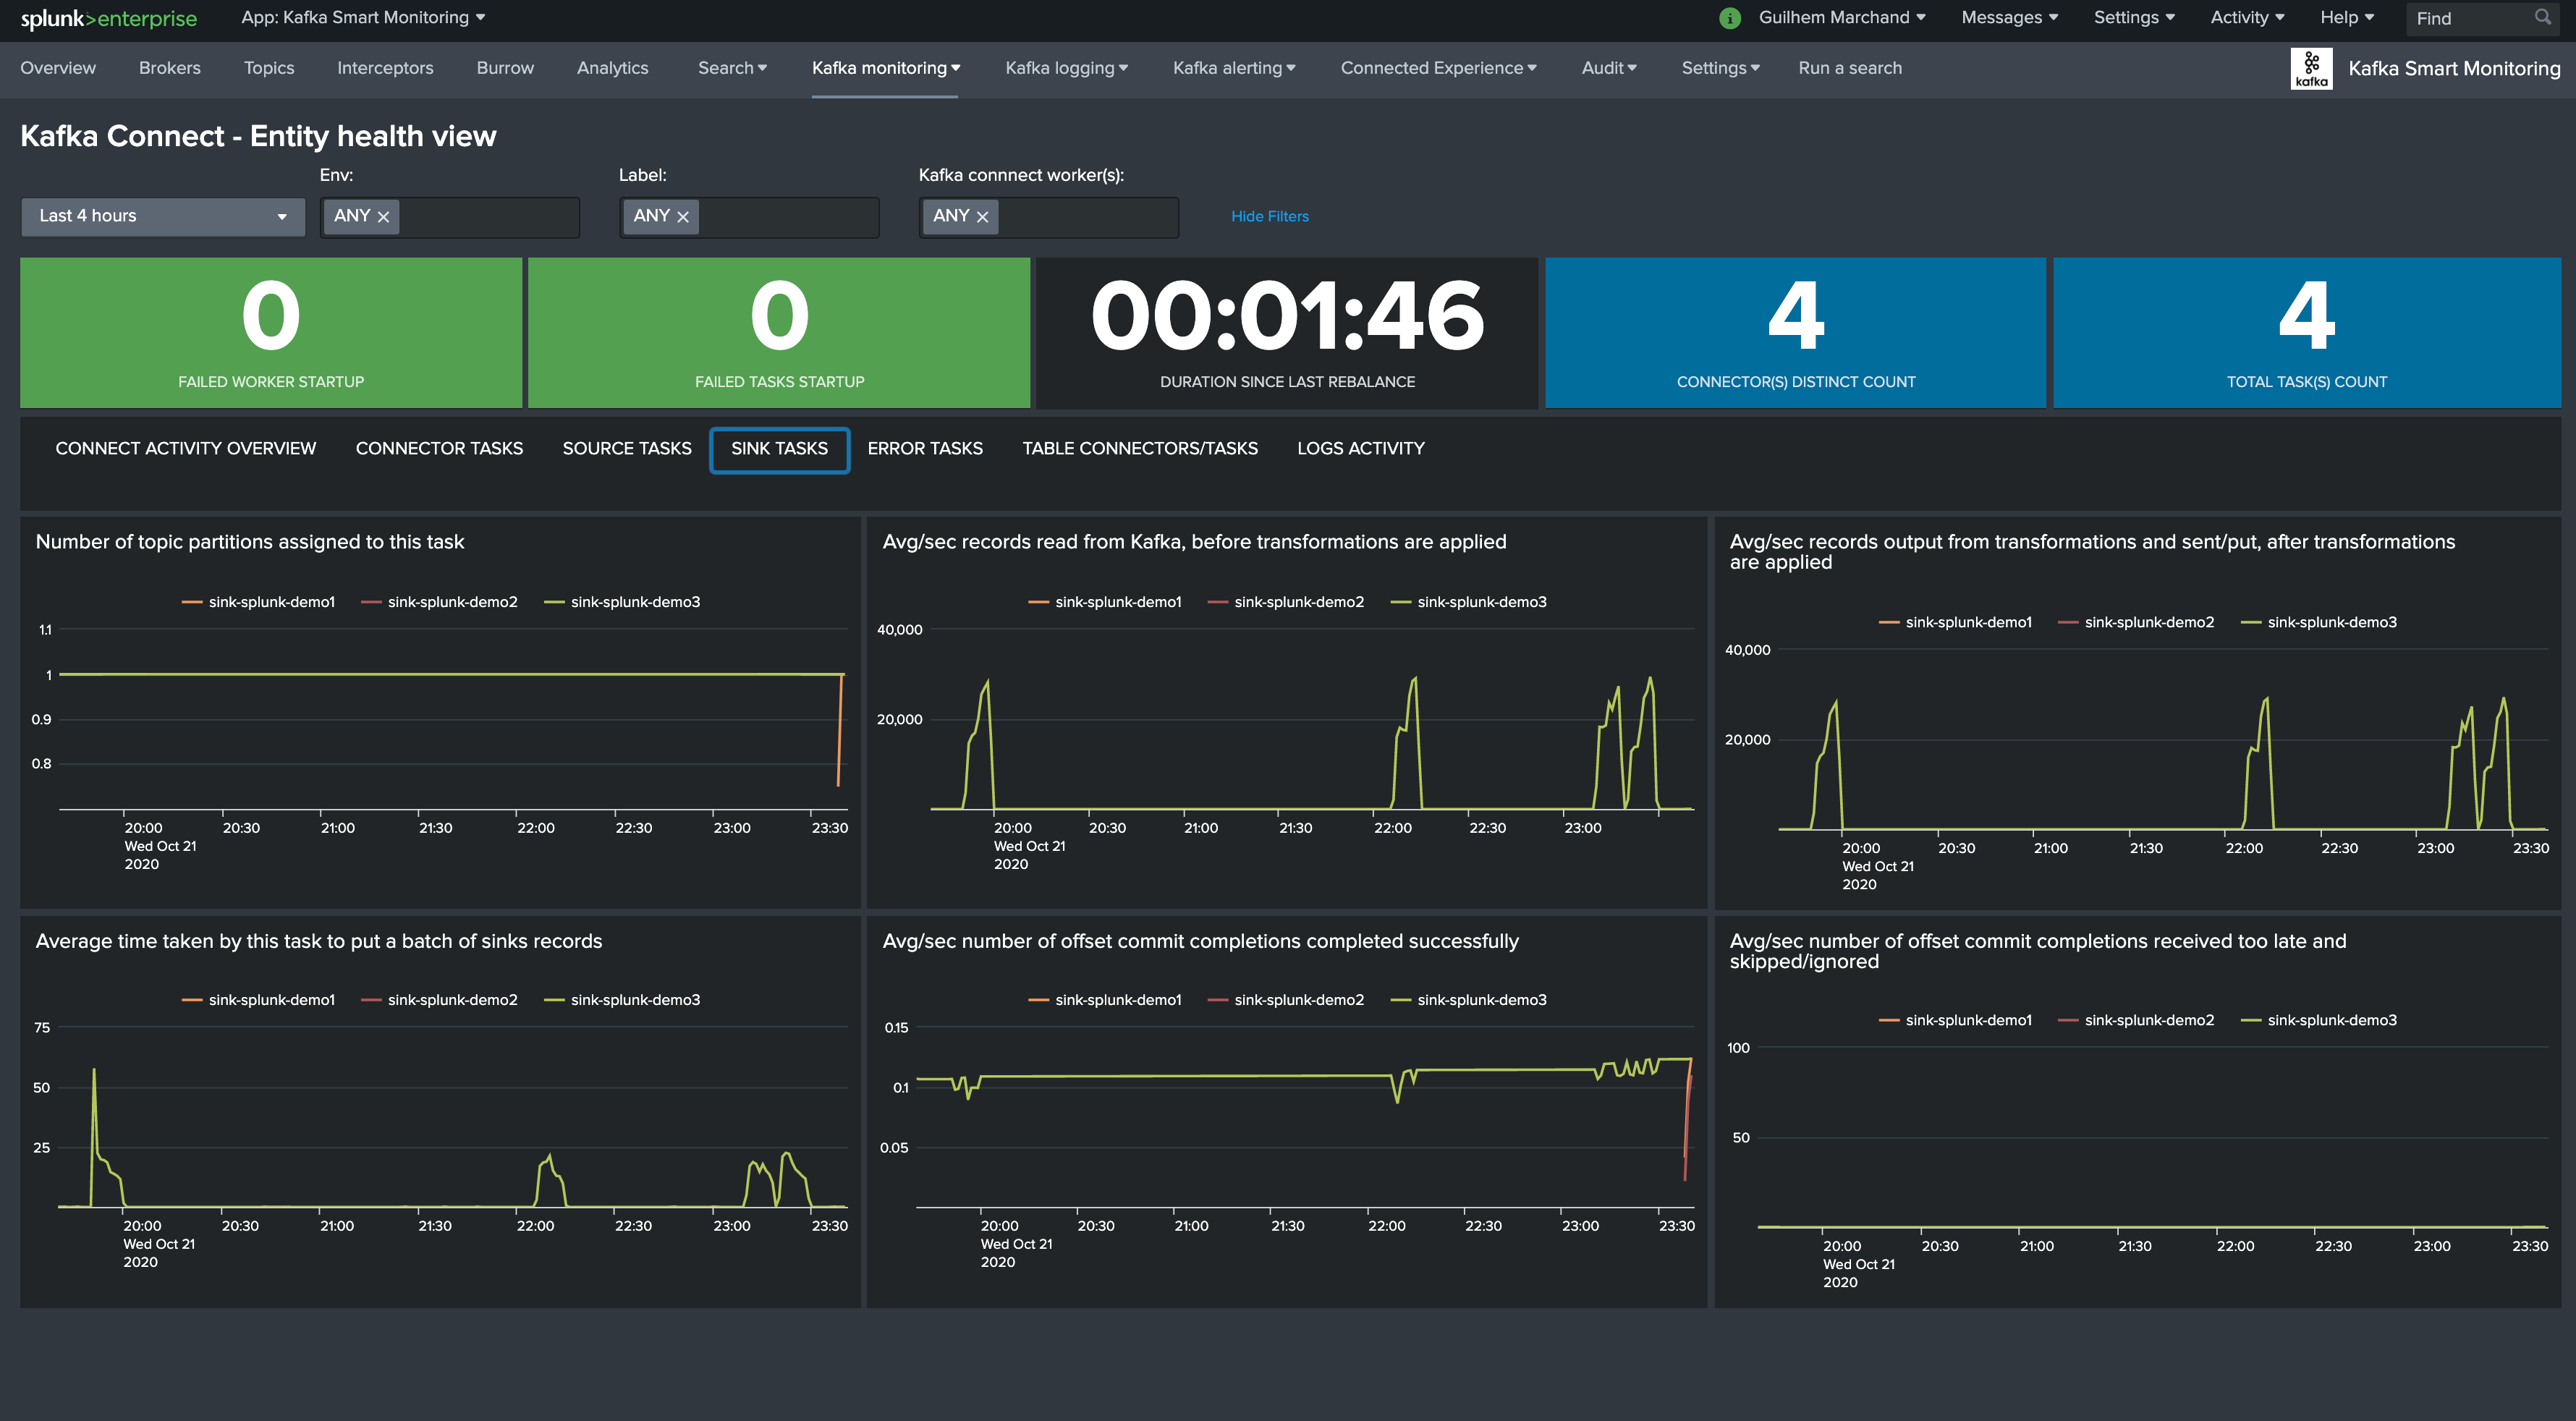 splunk>enterprise App: Kafka Smart Monitoring i Guilhem Marchand Messages Settings Activity Help Find
Overview Brokers Topics Interceptors Burrow Analytics Search Kafka monitoring Kafka logging Kafka alerting Connected Experience Audit Settings Run a search kafka Kafka Smart Monitoring
Kafka Connect - Entity health view
Env: Label: Kafka connnect worker(s):
Last 4 hours ANY ANY ANY Hide Filters
0 0 00:01:46 4 4
FAILED WORKER STARTUP FAILED TASKS STARTUP DURATION SINCE LAST REBALANCE CONNECTOR(S) DISTINCT COUNT TOTAL TASK(S) COUNT
CONNECT ACTIVITY OVERVIEW CONNECTOR TASKS SOURCE TASKS SINK TASKS ERROR TASKS TABLE CONNECTORS/TASKS LOGS ACTIVITY
Number of topic partitions assigned to this task
sink-splunk-demo1 sink-splunk-demo2 sink-splunk-demo3
1.1
1
0.9
0.8
20:00 20:30 21:00 21:30 22:00 22:30 23:00 23:30
Wed Oct 21
2020
Avg/sec records read from Kafka, before transformations are applied
sink-splunk-demo1 sink-splunk-demo2 sink-splunk-demo3
40,000
20,000
20:00 20:30 21:00 21:30 22:00 22:30 23:00
Wed Oct 21
2020
Avg/sec records output from transformations and sent/put, after transformations
are applied
sink-splunk-demo1 sink-splunk-demo2 sink-splunk-demo3
40,000
20,000
20:00 20:30 21:00 21:30 22:00 22:30 23:00 23:30
Wed Oct 21
2020
Average time taken by this task to put a batch of sinks records
sink-splunk-demo1 sink-splunk-demo2 sink-splunk-demo3
75
50
25
20:00 20:30 21:00 21:30 22:00 22:30 23:00 23:30
Wed Oct 21
2020
Avg/sec number of offset commit completions completed successfully
sink-splunk-demo1 sink-splunk-demo2 sink-splunk-demo3
0.15
0.1
0.05
20:00 20:30 21:00 21:30 22:00 22:30 23:00 23:30
Wed Oct 21
2020
Avg/sec number of offset commit completions received too late and
skipped/ignored
sink-splunk-demo1 sink-splunk-demo2 sink-splunk-demo3
100
50
20:00 20:30 21:00 21:30 22:00 22:30 23:00 23:30
Wed Oct 21
2020